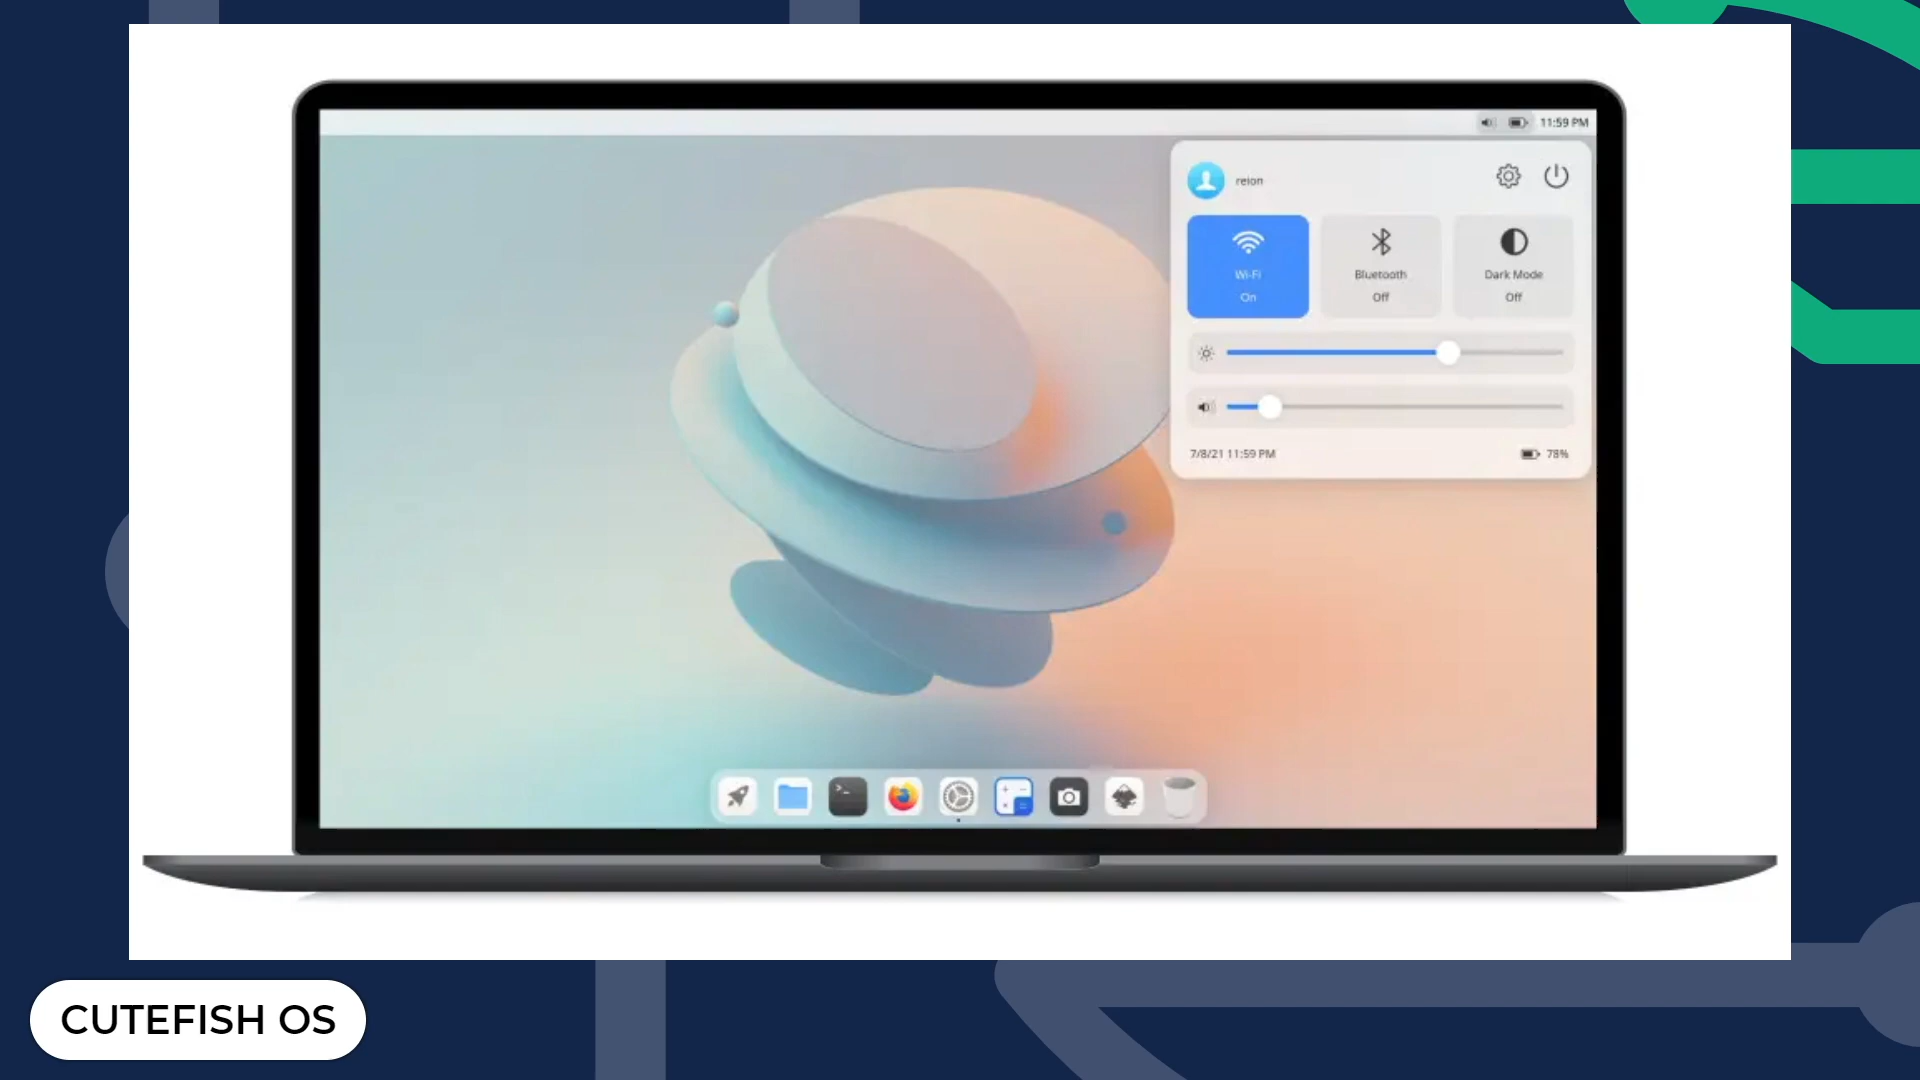 11:59 PM
reion
Wi-Fi
On
Bluetooth
Off
Dark Mode
Off
7/8/21 11:59 PM
78%
CUTEFISH OS